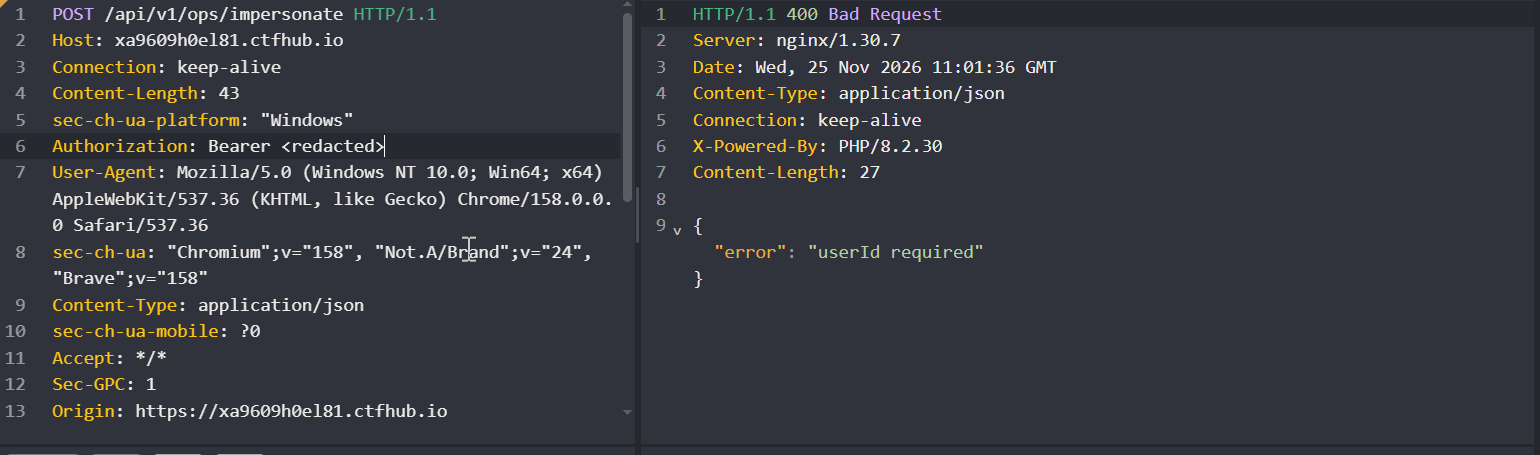 1 POST /api/v1/ops/impersonate HTTP/1.1
2 Host: xa9609h0el81.ctfhub.io
3 Connection: keep-alive
4 Content-Length: 43
5 sec-ch-ua-platform: "Windows"
6 Authorization: Bearer <redacted>
7 User-Agent: Mozilla/5.0 (Windows NT 10.0; Win64; x64)
AppleWebKit/537.36 (KHTML, like Gecko) Chrome/158.0.0.
0 Safari/537.36
8 sec-ch-ua: "Chromium";v="158", "Not.A/Brand";v="24",
"Brave";v="158"
9 Content-Type: application/json
10 sec-ch-ua-mobile: ?0
11 Accept: */*
12 Sec-GPC: 1
13 Origin: https://xa9609h0el81.ctfhub.io
1 HTTP/1.1 400 Bad Request
2 Server: nginx/1.30.7
3 Date: Wed, 25 Nov 2026 11:01:36 GMT
4 Content-Type: application/json
5 Connection: keep-alive
6 X-Powered-By: PHP/8.2.30
7 Content-Length: 27
8
9 {
"error": "userId required"
}